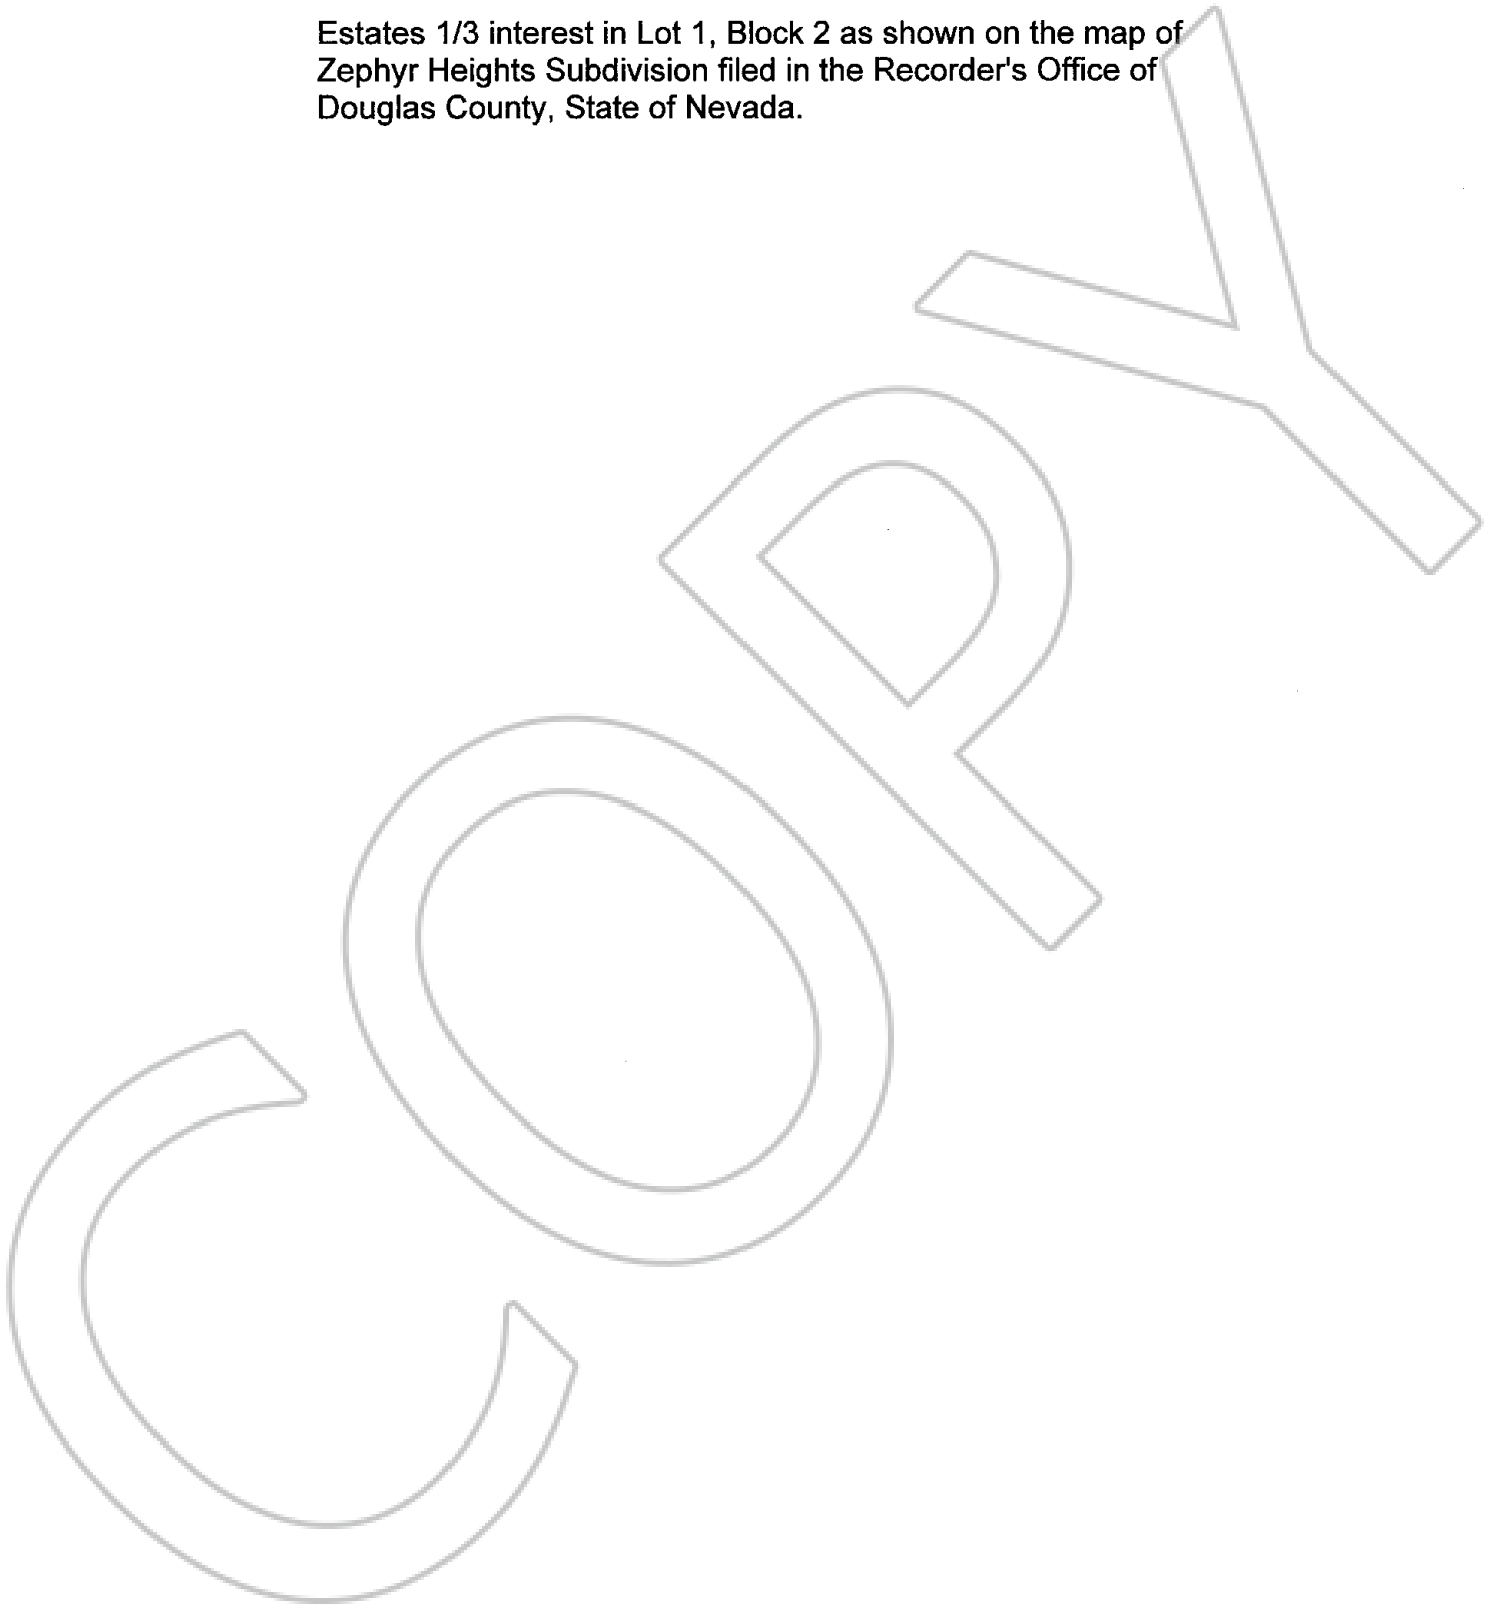 Estates 1/3 interest in Lot 1, Block 2 as shown on the map of
Zephyr Heights Subdivision filed in the Recorder's Office of
Douglas County, State of Nevada.
COPY